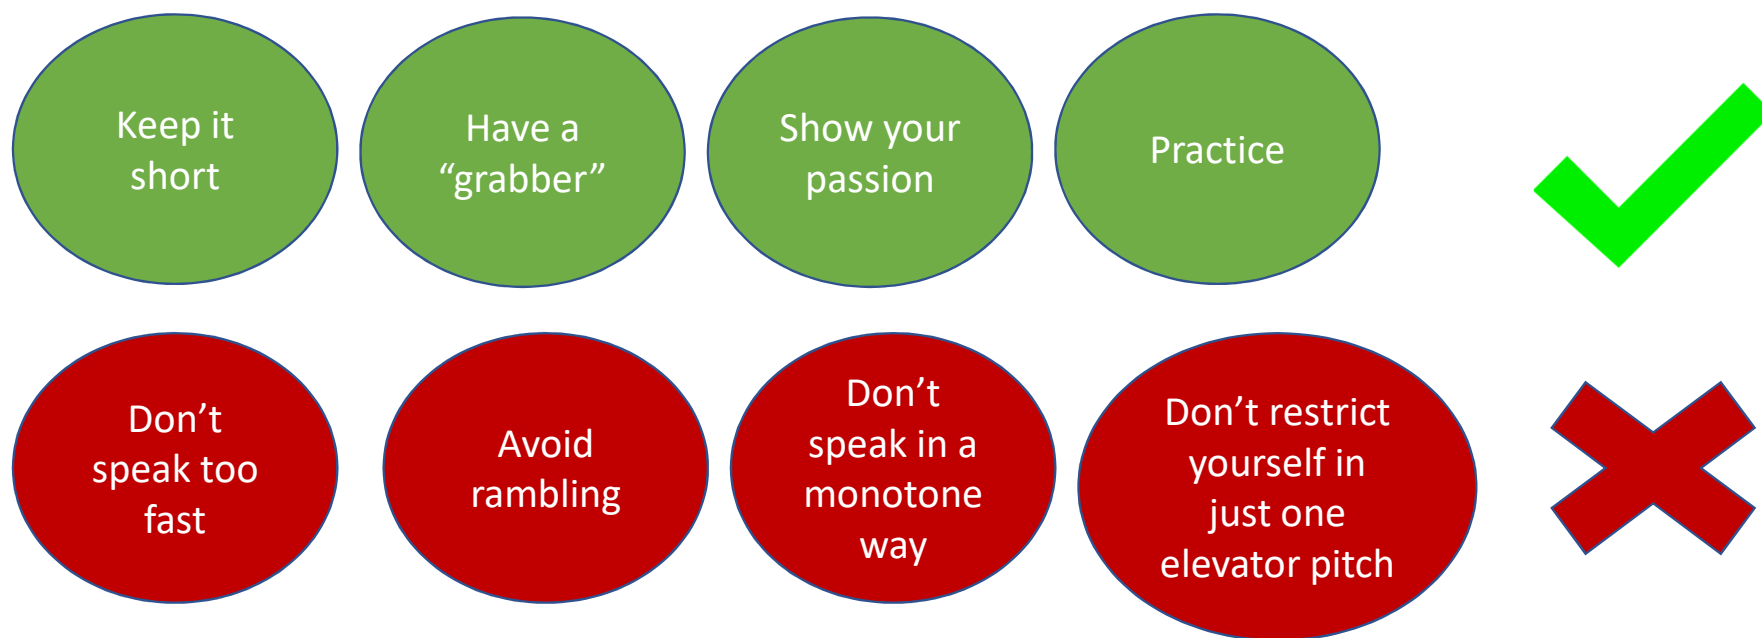 Keep it
short
Have a
“grabber”
Show your
passion
Practice
Don’t
speak too
fast
Avoid
rambling
Don’t
speak in a
monotone
way
Don’t restrict
yourself in
just one
elevator pitch